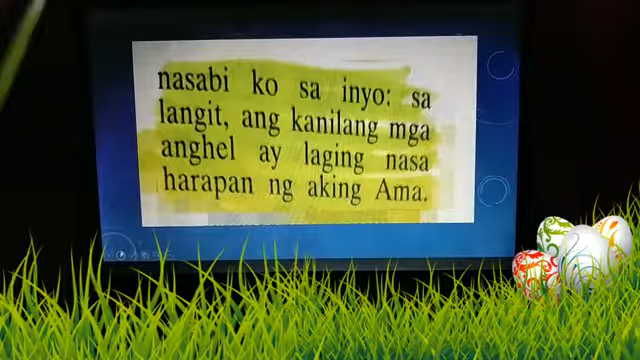 nasabi ko sa inyo: sa
langit, ang kanilang mga
anghel ay laging nasa
harapan ng aking Ama.